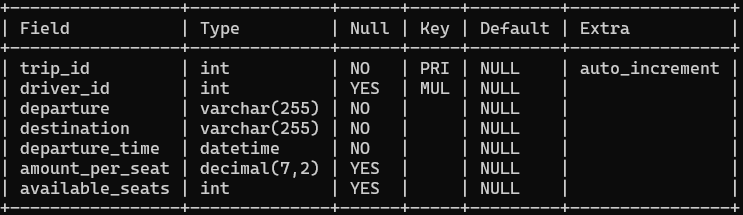 +----------------+--------------+------+-----+---------+----------------+
| Field          | Type         | Null | Key | Default | Extra          |
+----------------+--------------+------+-----+---------+----------------+
| trip_id        | int          | NO   | PRI | NULL    | auto_increment |
| driver_id      | int          | YES  | MUL | NULL    |                |
| departure      | varchar(255) | NO   |     | NULL    |                |
| destination    | varchar(255) | NO   |     | NULL    |                |
| departure_time | datetime     | NO   |     | NULL    |                |
| amount_per_seat | decimal(7,2) | YES  |     | NULL    |                |
| available_seats | int          | YES  |     | NULL    |                |
+----------------+--------------+------+-----+---------+----------------+